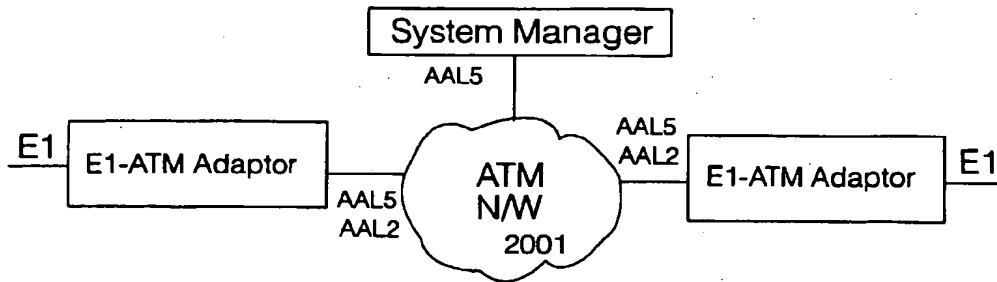 System Manager
AAL5
E1
E1-ATM Adaptor
AAL5
AAL2
ATM
N/W
2001
AAL5
AAL2
E1-ATM Adaptor
E1